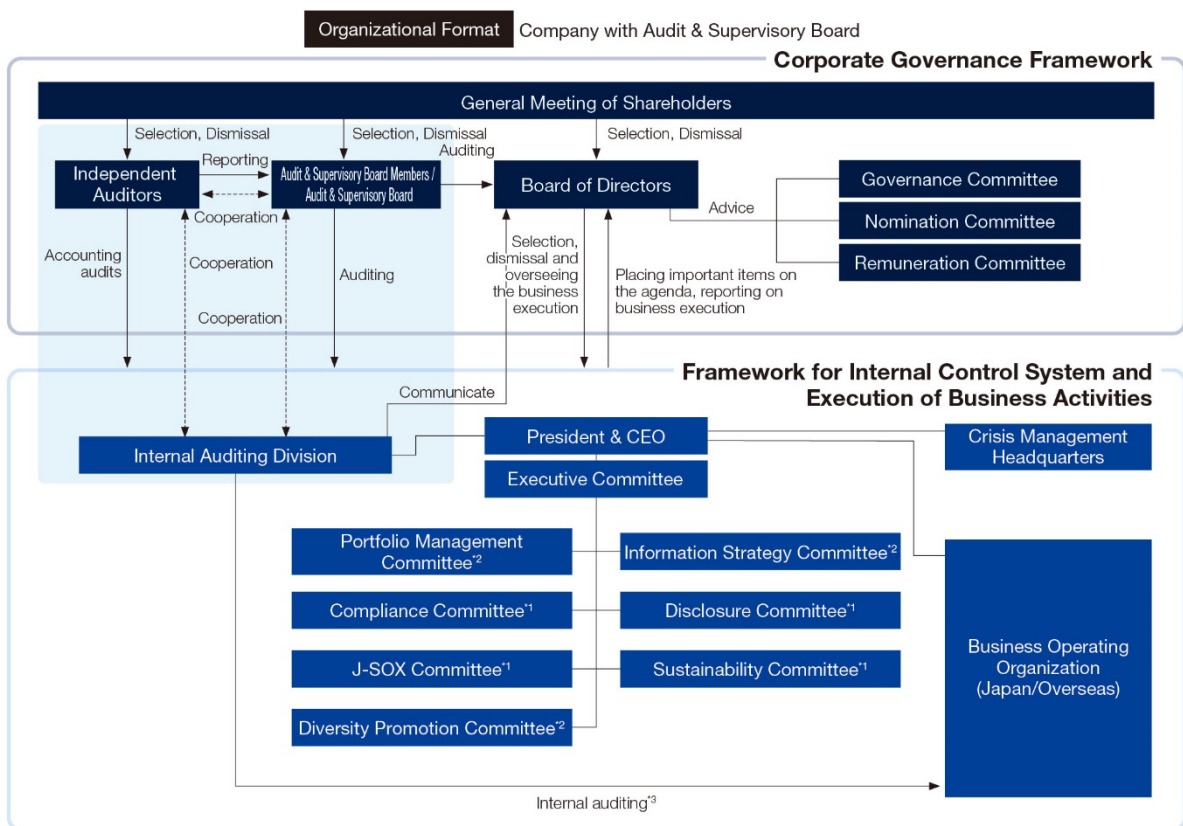 Organizational Format
Company with Audit & Supervisory Board
Corporate Governance Framework
General Meeting of Shareholders
Selection, Dismissal
Selection, Dismissal
Selection, Dismissal
Reporting
Auditing
Independent
Auditors
Audit & Supervisory Board Members /
Audit & Supervisory Board
Board of Directors
Governance Committee
Advice
Nomination Committee
Remuneration Committee
Cooperation
Accounting
audits
Cooperation
Auditing
Cooperation
Selection,
dismissal and
overseeing
the business
execution
Placing important items on
the agenda, reporting on
business execution
Framework for Internal Control System and
Execution of Business Activities
Communicate
Internal Auditing Division
President & CEO
Executive Committee
Crisis Management
Headquarters
Portfolio Management
Committee*2
Information Strategy Committee*2
Compliance Committee*1
Disclosure Committee*1
J-SOX Committee*1
Sustainability Committee*1
Diversity Promotion Committee*2
Business Operating
Organization
(Japan/Overseas)
Internal auditing*3